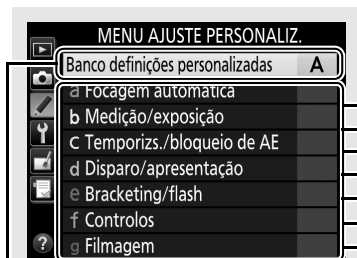 MENU AJUSTE PERSONALIZ.
Banco definições personalizadas A
a Focagem automática
b Medição/exposição
c Temporizs./bloqueio de AE
d Disparo/apresentação
e Bracketing/flash
f Controlos
g Filmagem
?